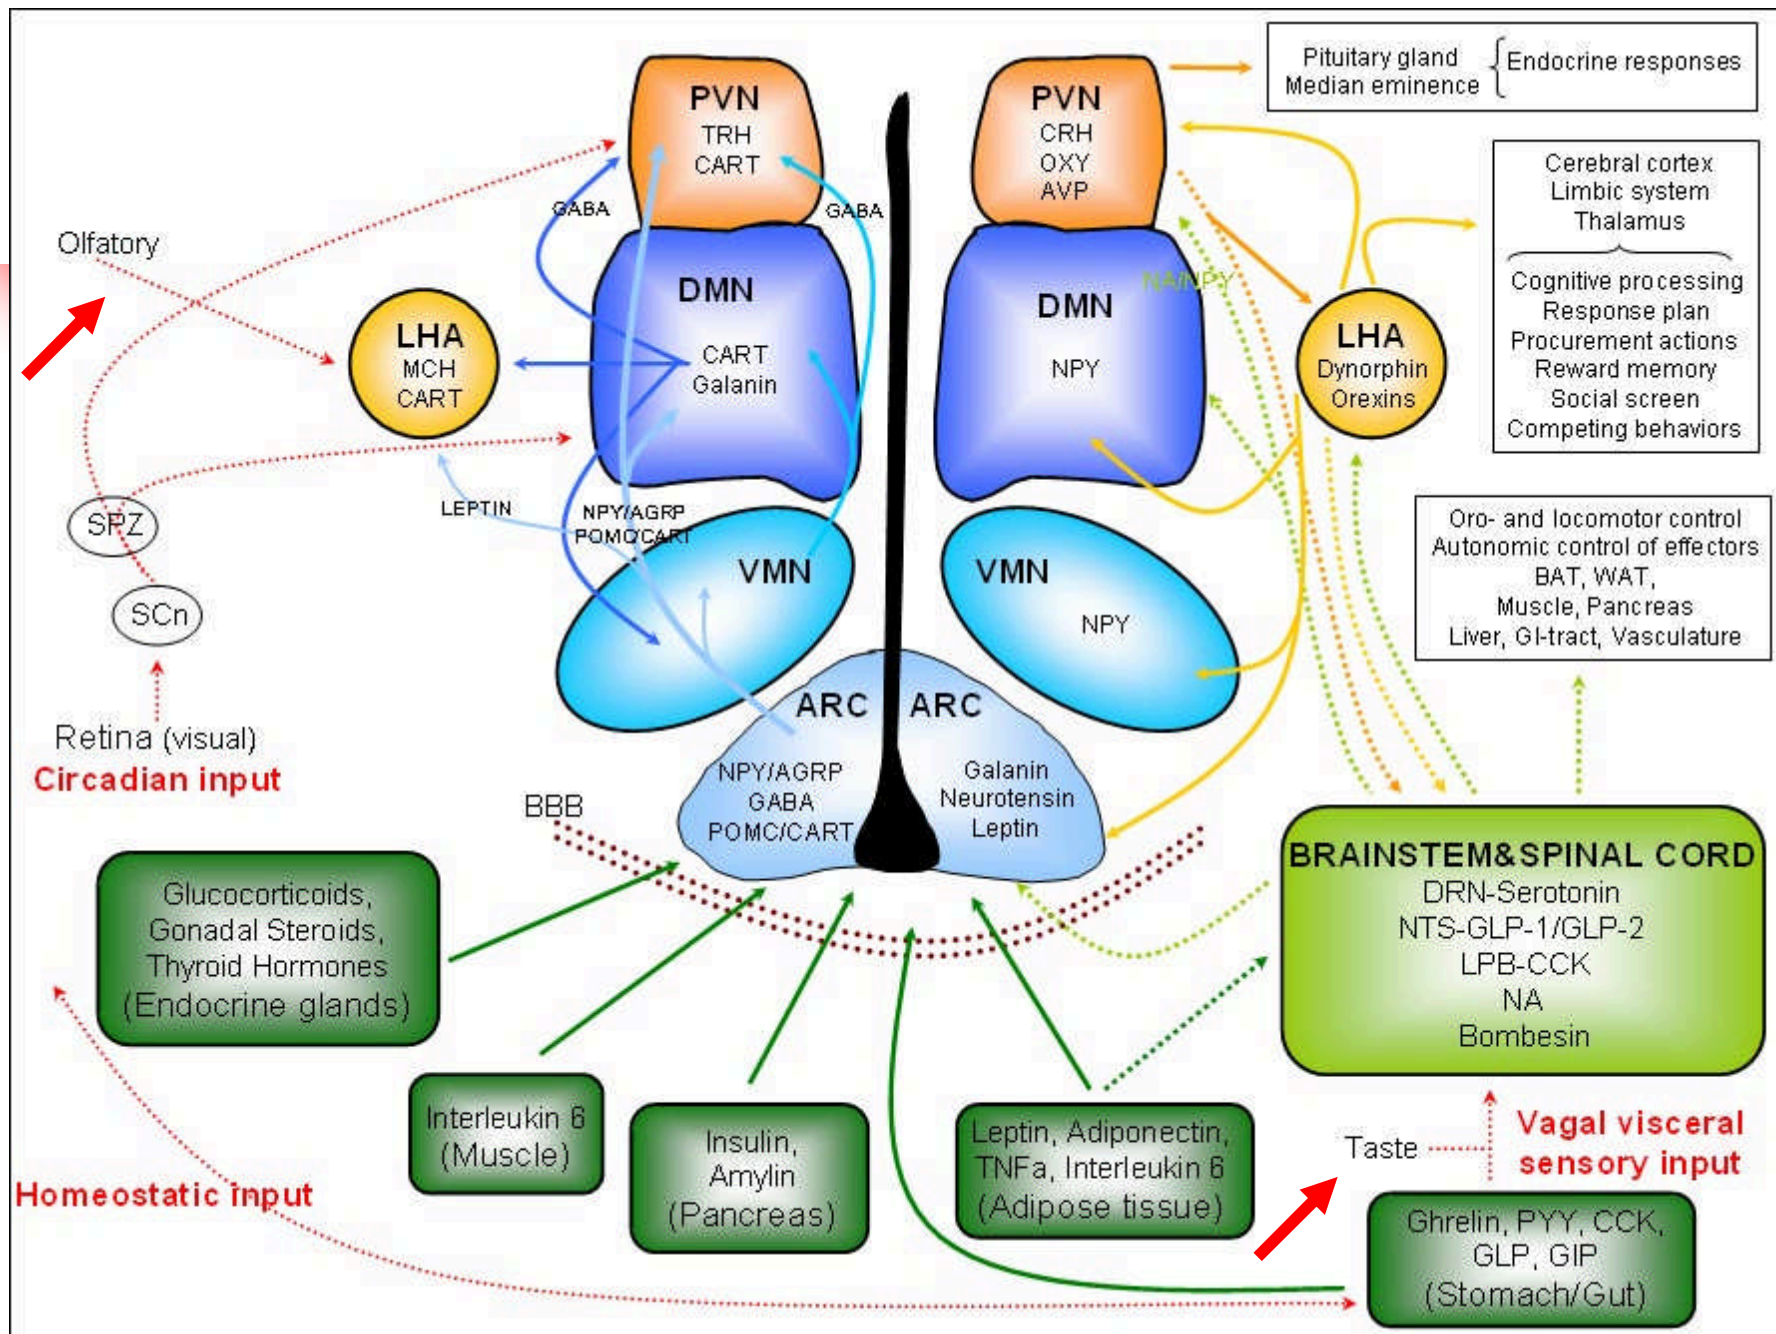 PVN
TRH
CART
PVN
CRH
OXY
AVP
Pituitary gland
Median eminence
Endocrine responses
Cerebral cortex
Limbic system
Thalamus
Cognitive processing
Response plan
Procurement actions
Reward memory
Social screen
Competing behaviors
GABA
GABA
Olfatory
DMN
CART
Galanin
DMN
NPY
NA/NPY
LHA
MCH
CART
LHA
Dynorphin
Orexins
SPZ
SCn
LEPTIN
NPY/AGRP
POMC/CART
VMN
VMN
NPY
Oro- and locomotor control
Autonomic control of effectors
BAT, WAT,
Muscle, Pancreas
Liver, GI-tract, Vasculature
Retina (visual)
Circadian input
ARC
ARC
NPY/AGRP
GABA
POMC/CART
Galanin
Neurotensin
Leptin
BBB
Glucocorticoids,
Gonadal Steroids,
Thyroid Hormones
(Endocrine glands)
BRAINSTEM&SPINAL CORD
DRN-Serotonin
NTS-GLP-1/GLP-2
LPB-CCK
NA
Bombesin
Interleukin 6
(Muscle)
Insulin,
Amylin
(Pancreas)
Leptin, Adiponectin,
TNFa, Interleukin 6
(Adipose tissue)
Taste
Vagal visceral
sensory input
Homeostatic input
Ghrelin, PYY, CCK,
GLP, GIP
(Stomach/Gut)